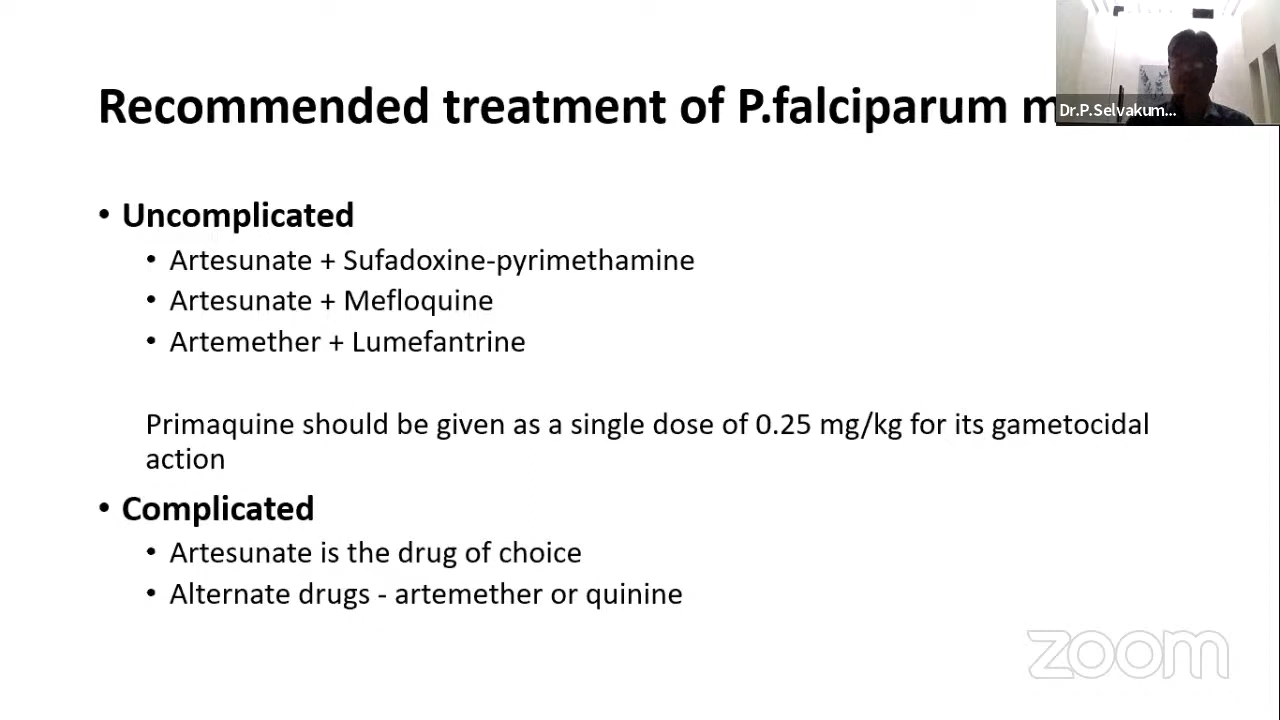 Recommended treatment of P.falciparum m
Dr.P.Selvakum...
• Uncomplicated
• Artesunate + Sufadoxine-pyrimethamine
• Artesunate + Mefloquine
• Artemether + Lumefantrine
Primaquine should be given as a single dose of 0.25 mg/kg for its gametocidal
action
• Complicated
• Artesunate is the drug of choice
• Alternate drugs - artemether or quinine
zoom